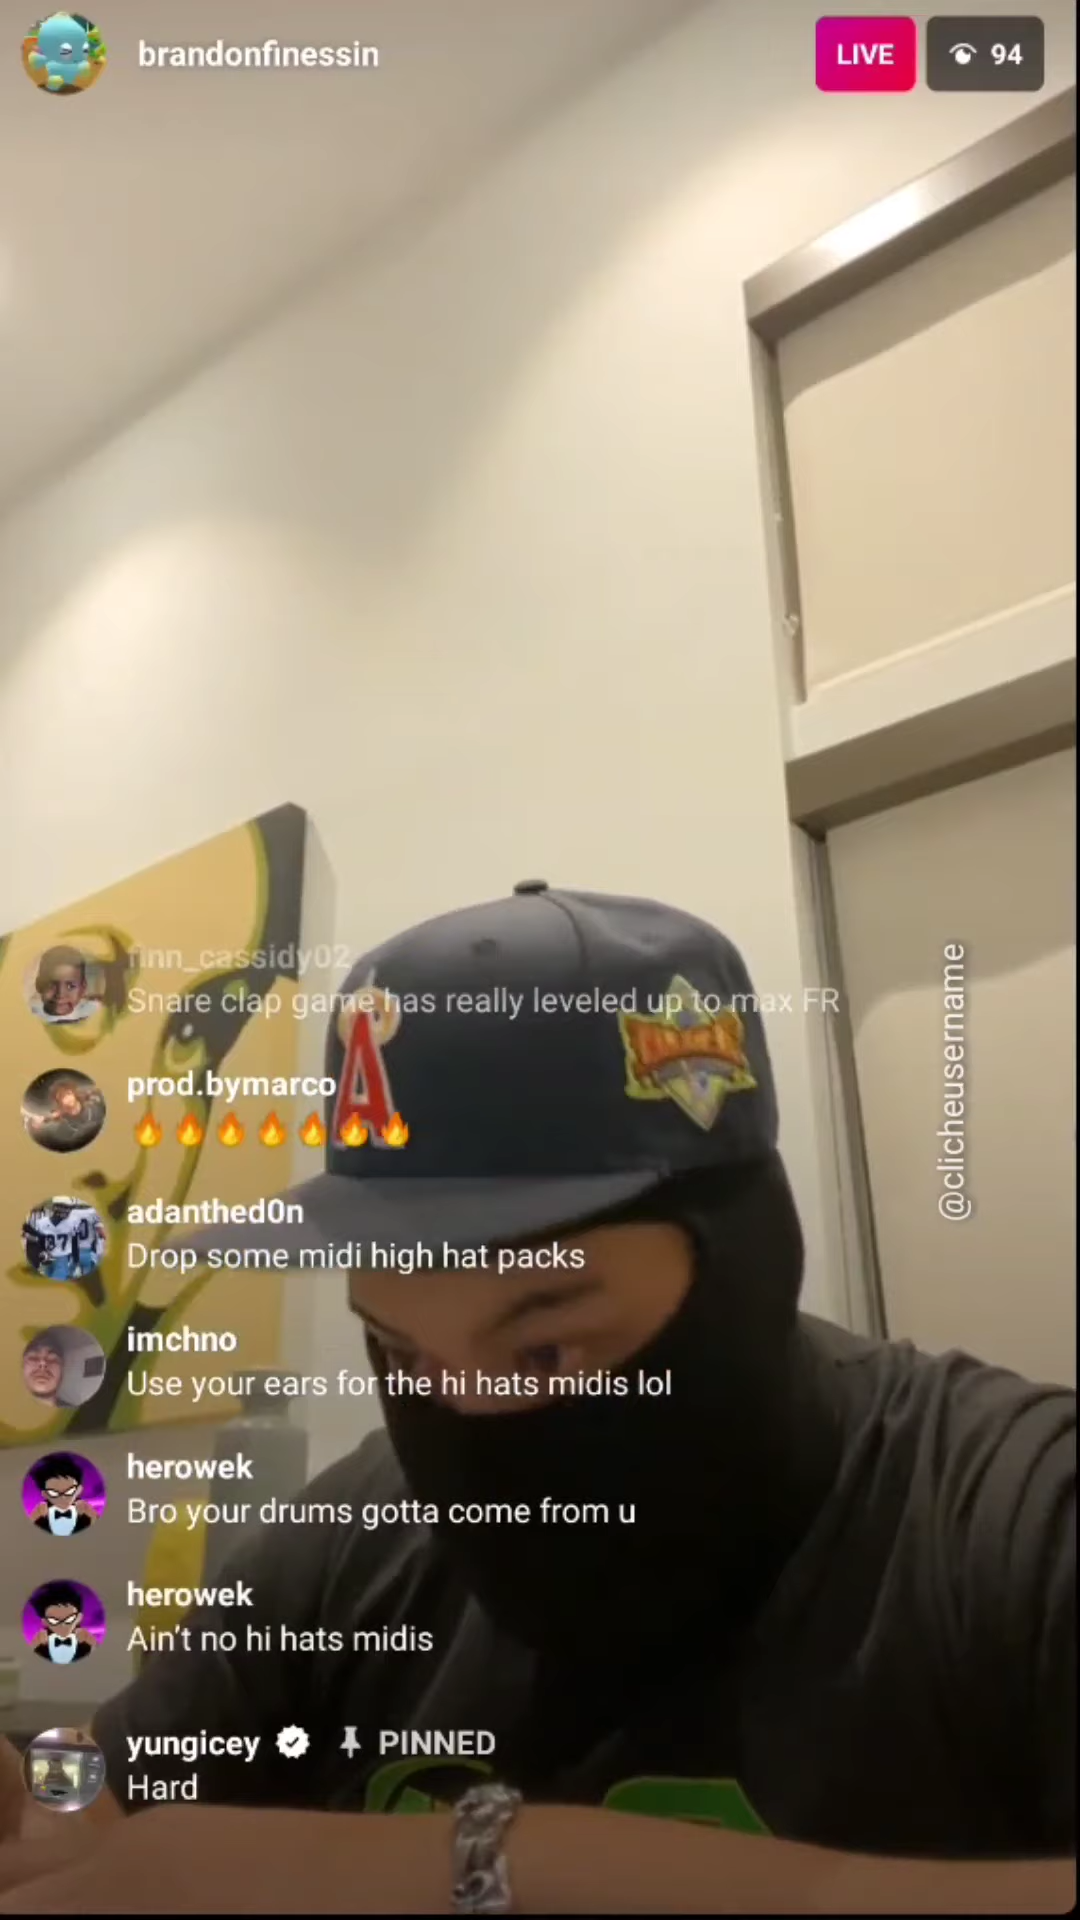 brandonfinessin
LIVE
94
finn_cassidy02
Snare clap game has really leveled up to max FR
prod.bymarco
🔥🔥🔥🔥🔥🔥🔥
A
adanthed0n
Drop some midi high hat packs
imchno
Use your ears for the hi hats midis lol
herowek
Bro your drums gotta come from u
herowek
Ain't no hi hats midis
yungicey PINNED
Hard
@clicheusername